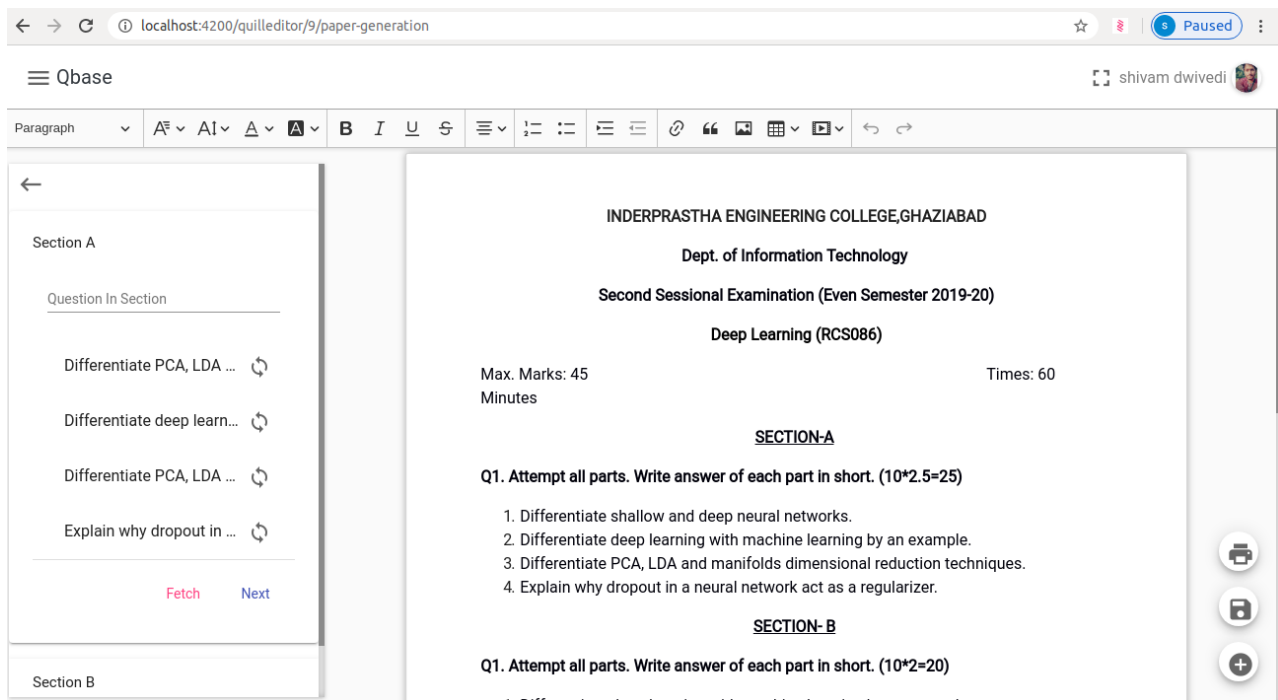 localhost:4200/quilleditor/9/paper-generation
s Paused
Qbase
shivam dwivedi
Paragraph
Section A
Question In Section
Differentiate PCA, LDA ...
Differentiate deep learn...
Differentiate PCA, LDA ...
Explain why dropout in ...
Fetch Next
Section B
INDERPRASTHA ENGINEERING COLLEGE,GHAZIABAD
Dept. of Information Technology
Second Sessional Examination (Even Semester 2019-20)
Deep Learning (RCS086)
Max. Marks: 45 Times: 60
Minutes
SECTION-A
Q1. Attempt all parts. Write answer of each part in short. (10*2.5=25)
1. Differentiate shallow and deep neural networks.
2. Differentiate deep learning with machine learning by an example.
3. Differentiate PCA, LDA and manifolds dimensional reduction techniques.
4. Explain why dropout in a neural network act as a regularizer.
SECTION- B
Q1. Attempt all parts. Write answer of each part in short. (10*2=20)